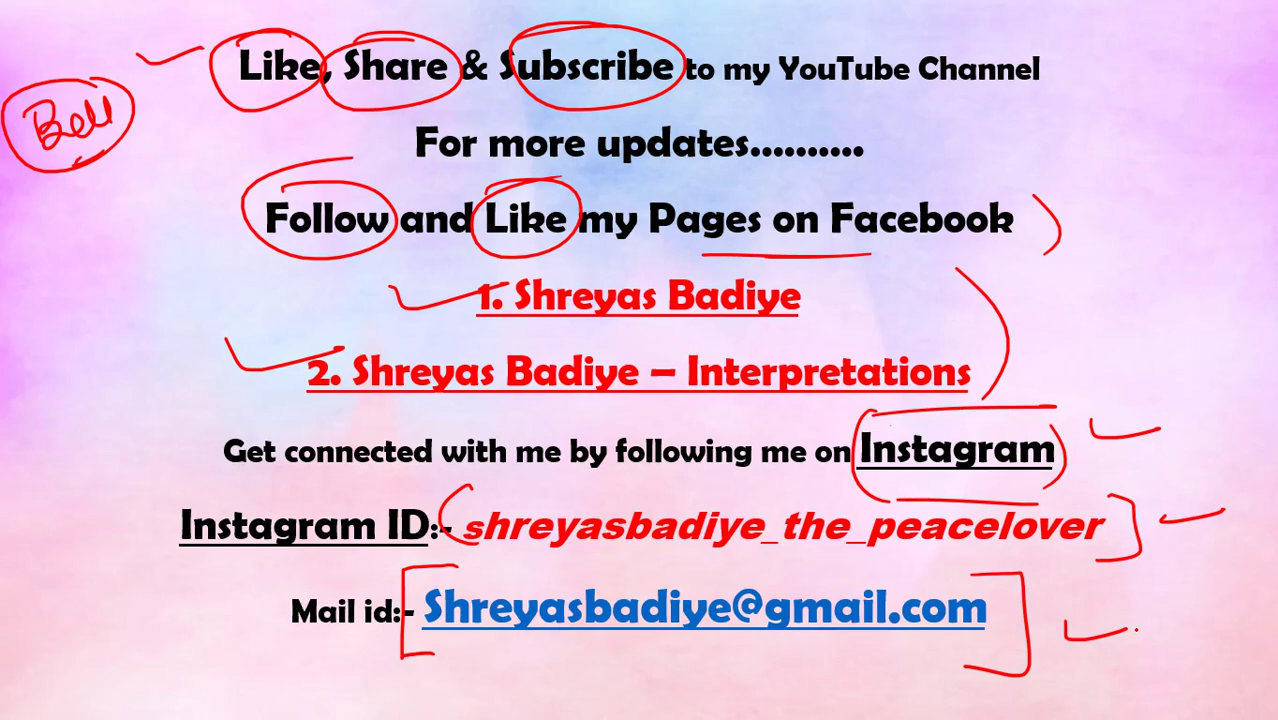 Like, Share & Subscribe to my YouTube Channel
Bell
For more updates..........
Follow and Like my Pages on Facebook
1. Shreyas Badiye
2. Shreyas Badiye – Interpretations
Get connected with me by following me on Instagram
Instagram ID:- shreyasbadiye_the_peacelover
Mail id:- Shreyasbadiye@gmail.com